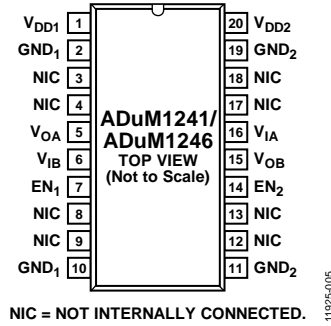 VDD1 1 20 VDD2
GND1 2 19 GND2
NIC 3 18 NIC
NIC 4 17 NIC
VOA 5 16 VIA
VIB 6 15 VOB
EN1 7 14 EN2
NIC 8 13 NIC
NIC 9 12 NIC
GND1 10 11 GND2
ADuM1241/
ADuM1246
TOP VIEW
(Not to Scale)
NIC = NOT INTERNALLY CONNECTED.
11925-005